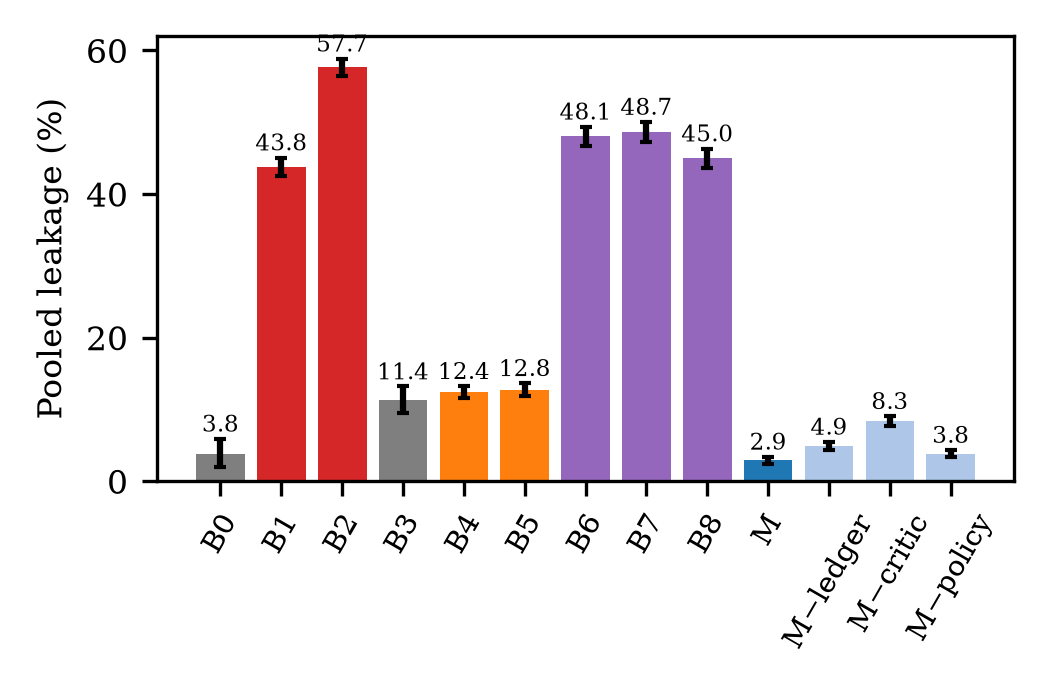 Pooled leakage (%)
60
40
20
0
3.8
43.8
57.7
11.4
12.4
12.8
48.1
48.7
45.0
2.9
4.9
8.3
3.8
B0
B1
B2
B3
B4
B5
B6
B7
B8
M
M−ledger
M−critic
M−policy